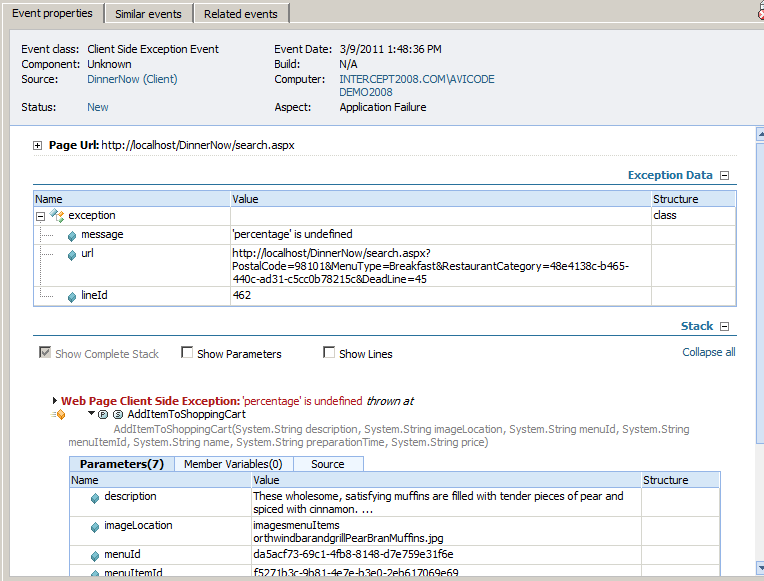 Event properties Similar events Related events
Event class: Client Side Exception Event Event Date: 3/9/2011 1:48:36 PM
Component: Unknown Build: N/A
Source: DinnerNow (Client) Computer: INTERCEPT2008.COM\AVICODE
DEMO2008
Status: New Aspect: Application Failure
Page Url: http://localhost/DinnerNow/search.aspx
Exception Data
Name Value Structure
exception class
message 'percentage' is undefined
url http://localhost/DinnerNow/search.aspx?
PostalCode=98101&MenuType=Breakfast&RestaurantCategory=48e4138c-b465-
440c-ad31-c5cc0b78215c&DeadLine=45
lineId 462
Stack
Show Complete Stack Show Parameters Show Lines Collapse all
Web Page Client Side Exception: 'percentage' is undefined thrown at
P S AddItemToShoppingCart
AddItemToShoppingCart(System.String description, System.String imageLocation, System.String menuId, System.String
menuItemId, System.String name, System.String preparationTime, System.String price)
Parameters(7) Member Variables(0) Source
Name Value Structure
description These wholesome, satisfying muffins are filled with tender pieces of pear and
spiced with cinnamon. ...
imageLocation imagesmenuItems
orthwindbarandgrillPearBranMuffins.jpg
menuId da5acf73-69c1-4fb8-8148-d7e759e31f6e
menuItemId f5271b3c-9b81-4e7e-b3e0-2eb617069e69